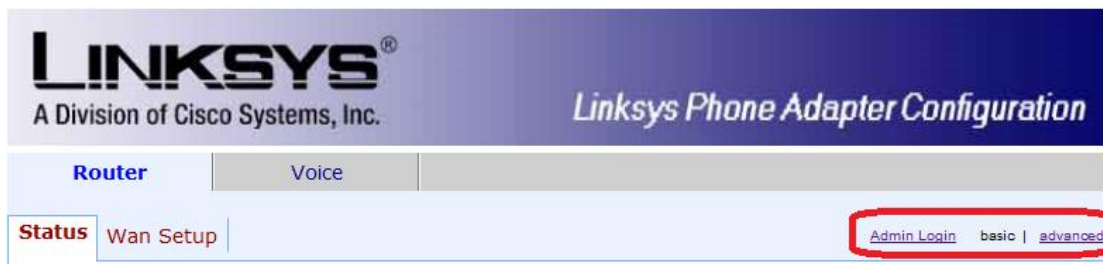 LINKSYS®
A Division of Cisco Systems, Inc.
Linksys Phone Adapter Configuration
Router Voice
Status Wan Setup Admin Login basic | advanced